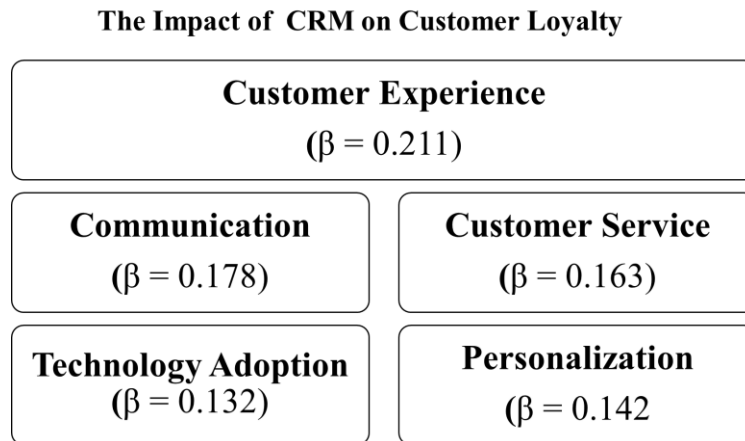 The Impact of CRM on Customer Loyalty
Customer Experience
(β = 0.211)
Communication
(β = 0.178)
Customer Service
(β = 0.163)
Technology Adoption
(β = 0.132)
Personalization
(β = 0.142